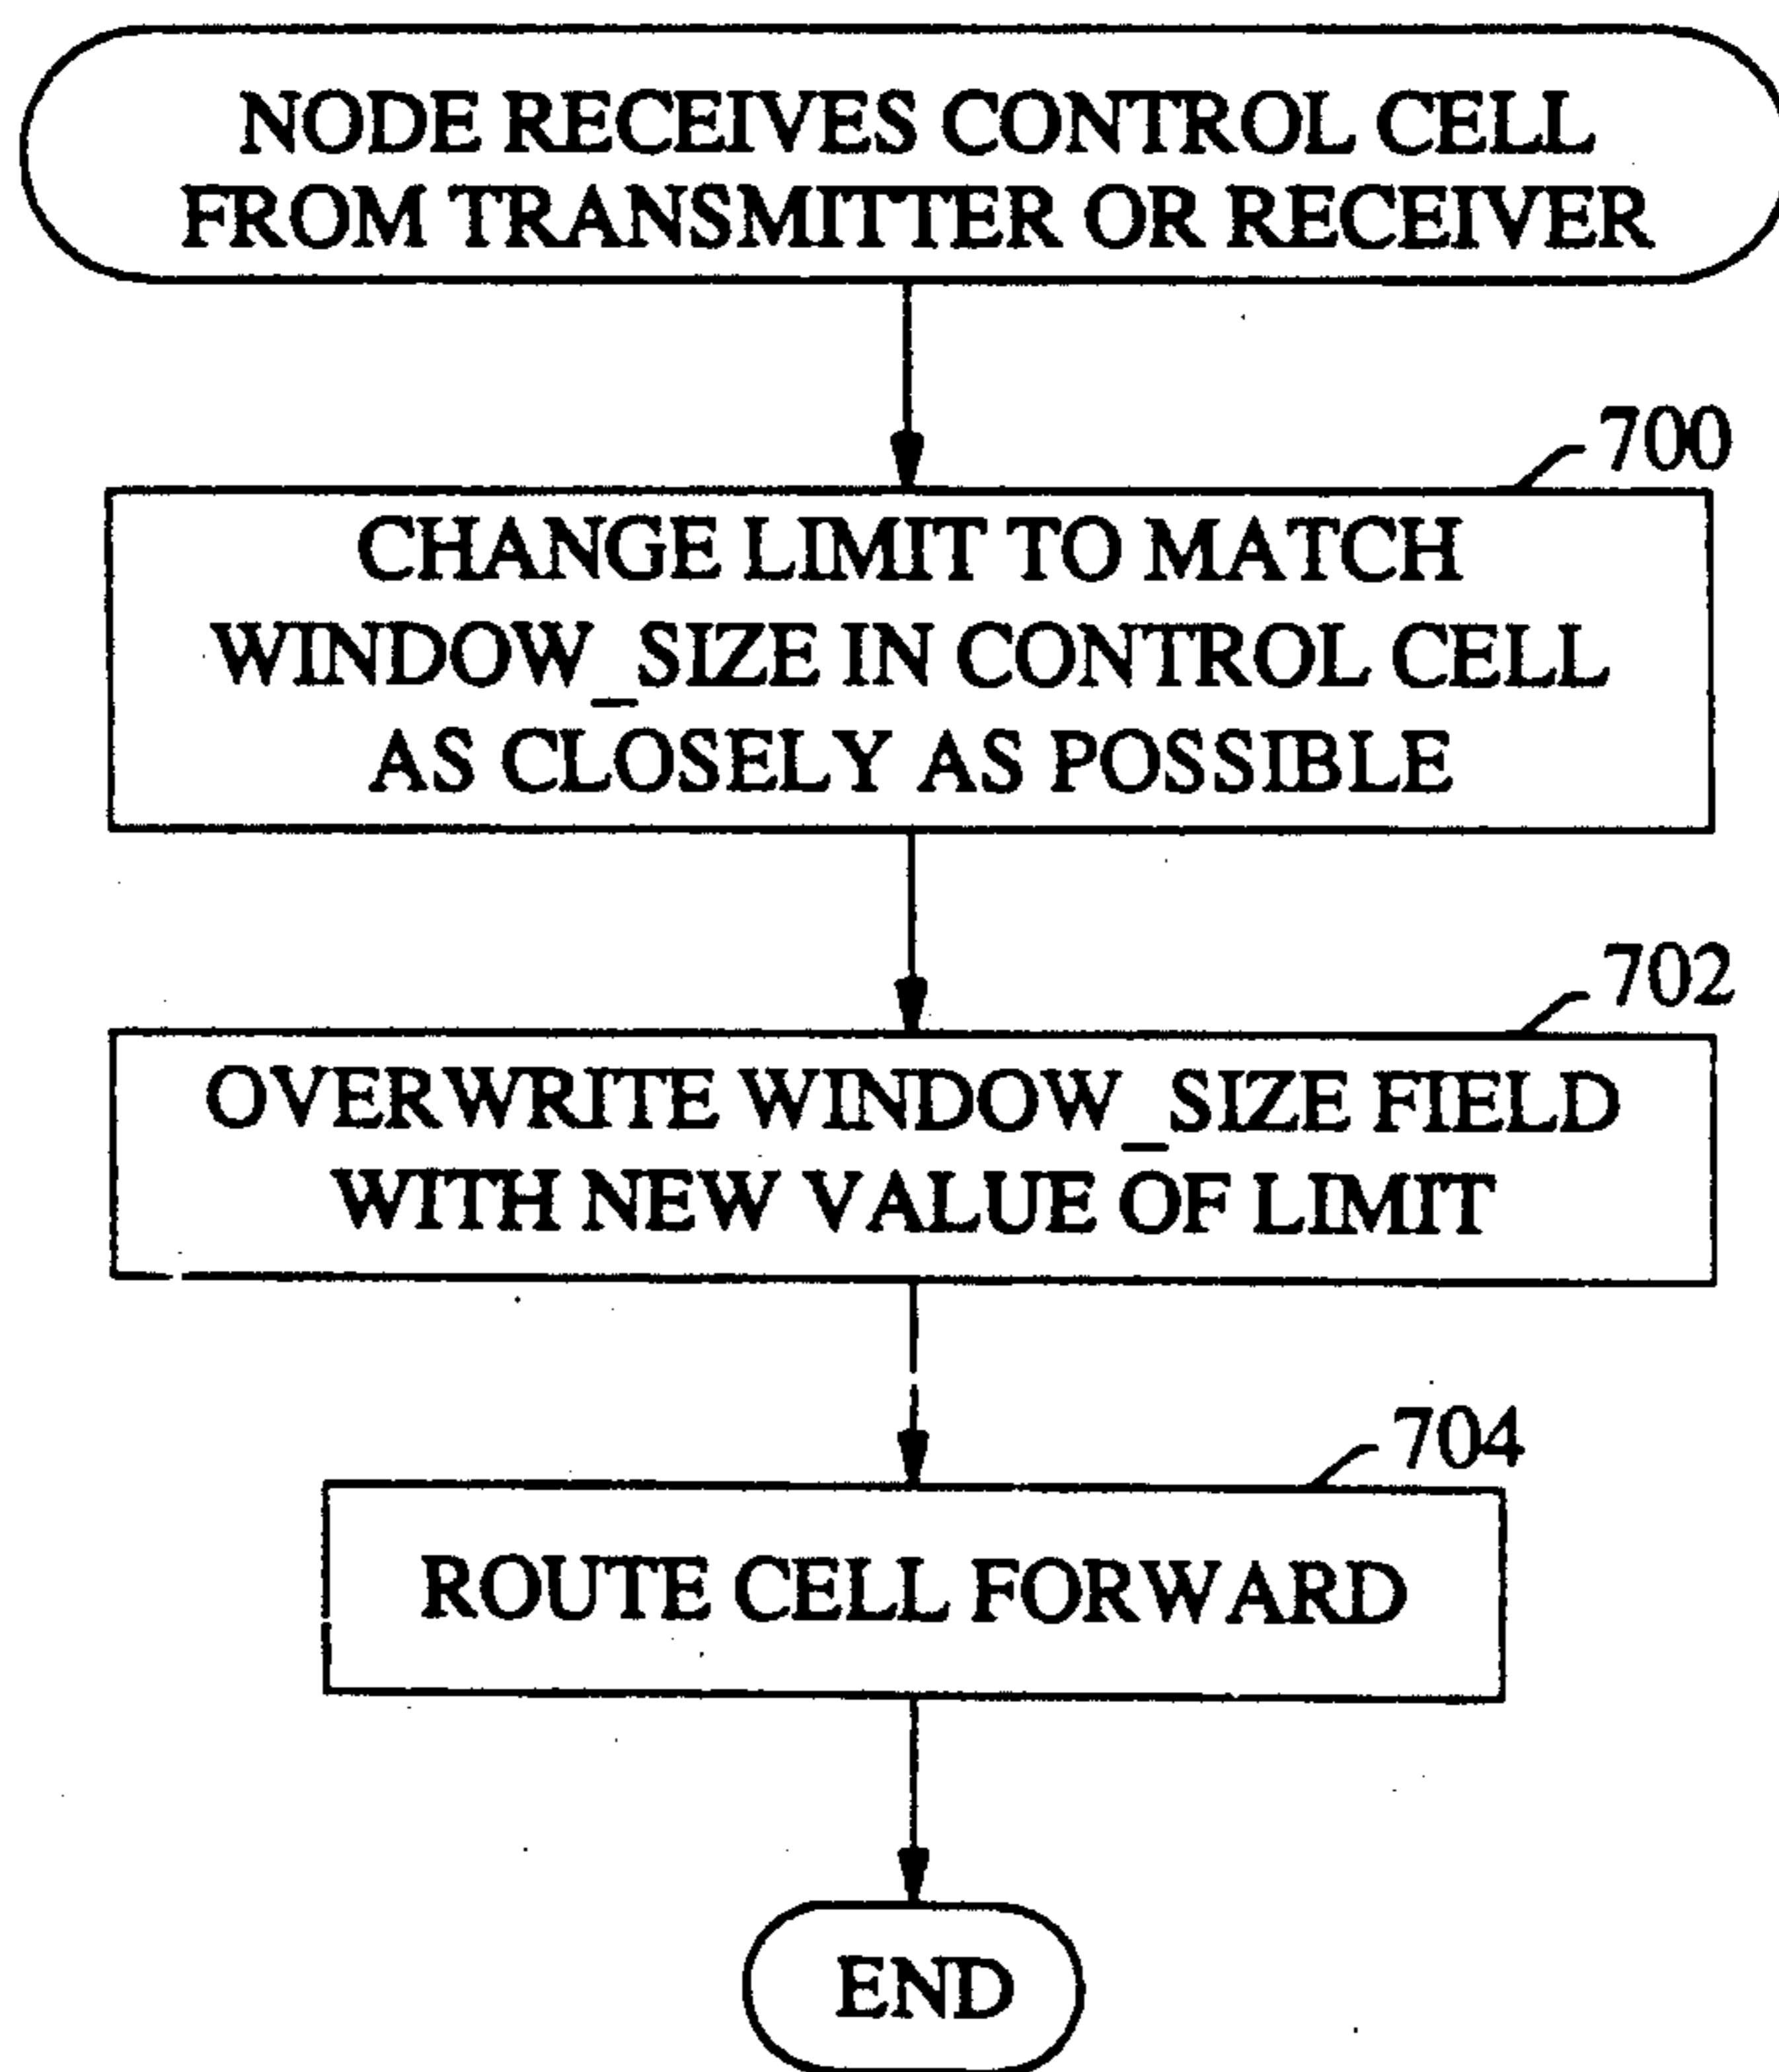 NODE RECEIVES CONTROL CELL
FROM TRANSMITTER OR RECEIVER
700
CHANGE LIMIT TO MATCH
WINDOW_SIZE IN CONTROL CELL
AS CLOSELY AS POSSIBLE
702
OVERWRITE WINDOW_SIZE FIELD
WITH NEW VALUE OF LIMIT
704
ROUTE CELL FORWARD
END